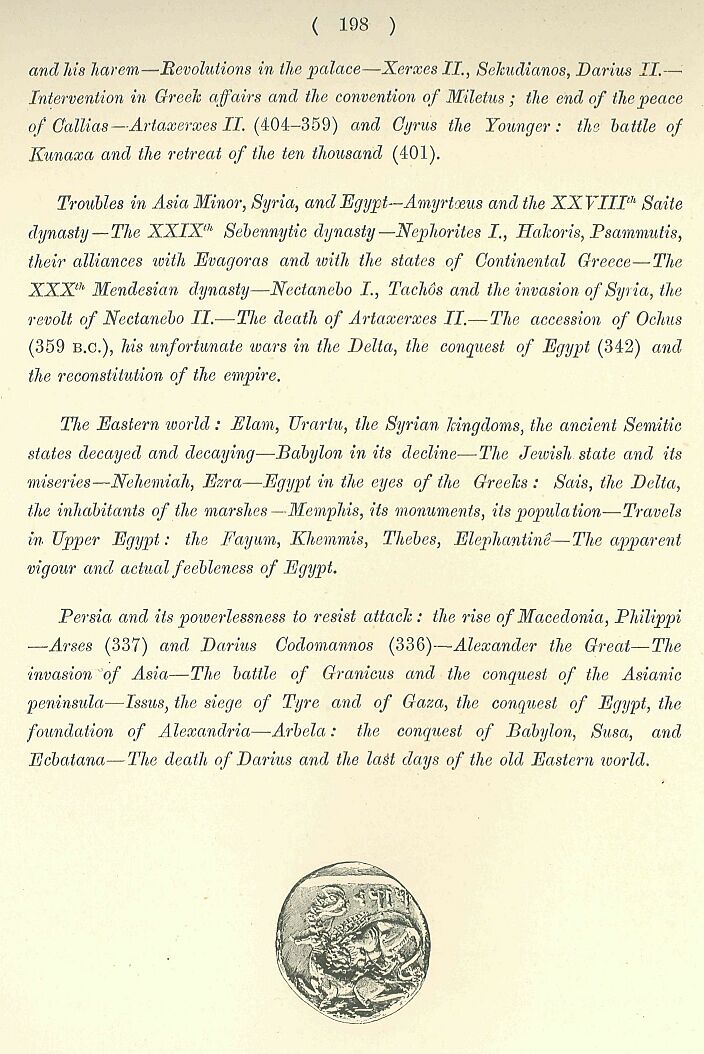 ( 198 )
and his harem—Revolutions in the palace—Xerxes II., Sekudianos, Darius II.—
Intervention in Greek affairs and the convention of Miletus; the end of the peace
of Callias—Artaxerxes II. (404–359) and Cyrus the Younger: the battle of
Kunaxa and the retreat of the ten thousand (401).
Troubles in Asia Minor, Syria, and Egypt—Amyrtæus and the XXVIIIth Saite
dynasty—The XXIXth Sebennytic dynasty—Nephorites I., Hakoris, Psammutis,
their alliances with Evagoras and with the states of Continental Greece—The
XXXth Mendesian dynasty—Nectanebo I., Tachôs and the invasion of Syria, the
revolt of Nectanebo II.—The death of Artaxerxes II.—The accession of Ochus
(359 B.C.), his unfortunate wars in the Delta, the conquest of Egypt (342) and
the reconstitution of the empire.
The Eastern world: Elam, Urartu, the Syrian kingdoms, the ancient Semitic
states decayed and decaying—Babylon in its decline—The Jewish state and its
miseries—Nehemiah, Ezra—Egypt in the eyes of the Greeks: Sais, the Delta,
the inhabitants of the marshes—Memphis, its monuments, its population—Travels
in Upper Egypt: the Fayum, Khemmis, Thebes, Elephantinê—The apparent
vigour and actual feebleness of Egypt.
Persia and its powerlessness to resist attack: the rise of Macedonia, Philippi
—Arses (337) and Darius Codomannos (336)—Alexander the Great—The
invasion of Asia—The battle of Granicus and the conquest of the Asianic
peninsula—Issus, the siege of Tyre and of Gaza, the conquest of Egypt, the
foundation of Alexandria—Arbela: the conquest of Babylon, Susa, and
Ecbatana—The death of Darius and the last days of the old Eastern world.